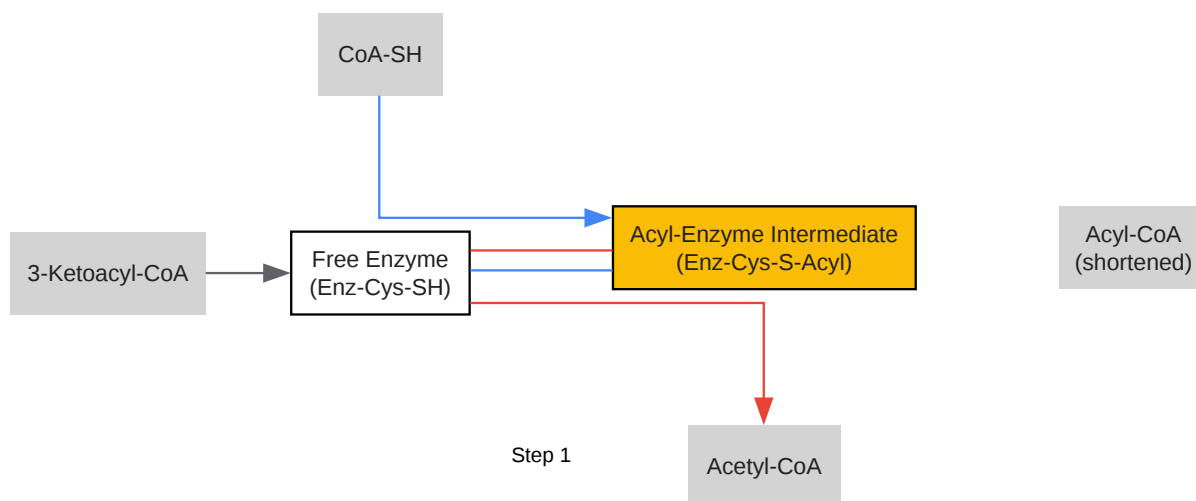 CoA-SH
3-Ketoacyl-CoA
Free Enzyme
(Enz-Cys-SH)
Acyl-Enzyme Intermediate
(Enz-Cys-S-Acyl)
Acyl-CoA
(shortened)
Step 1
Acetyl-CoA